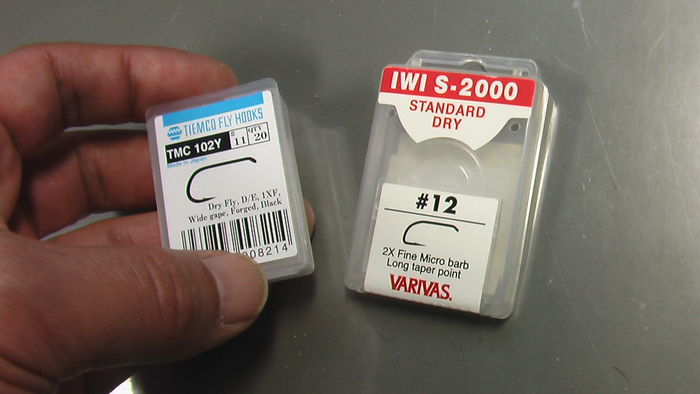 TIEMCO FLY HOOKS
TMC 102Y # 11 QTY 20
Made in Japan
Dry Fly, D/E, 1XF,
Wide gape, Forged, Black
08214
IWI S-2000
STANDARD
DRY
#12
2X Fine Micro barb
Long taper point
VARIVAS.